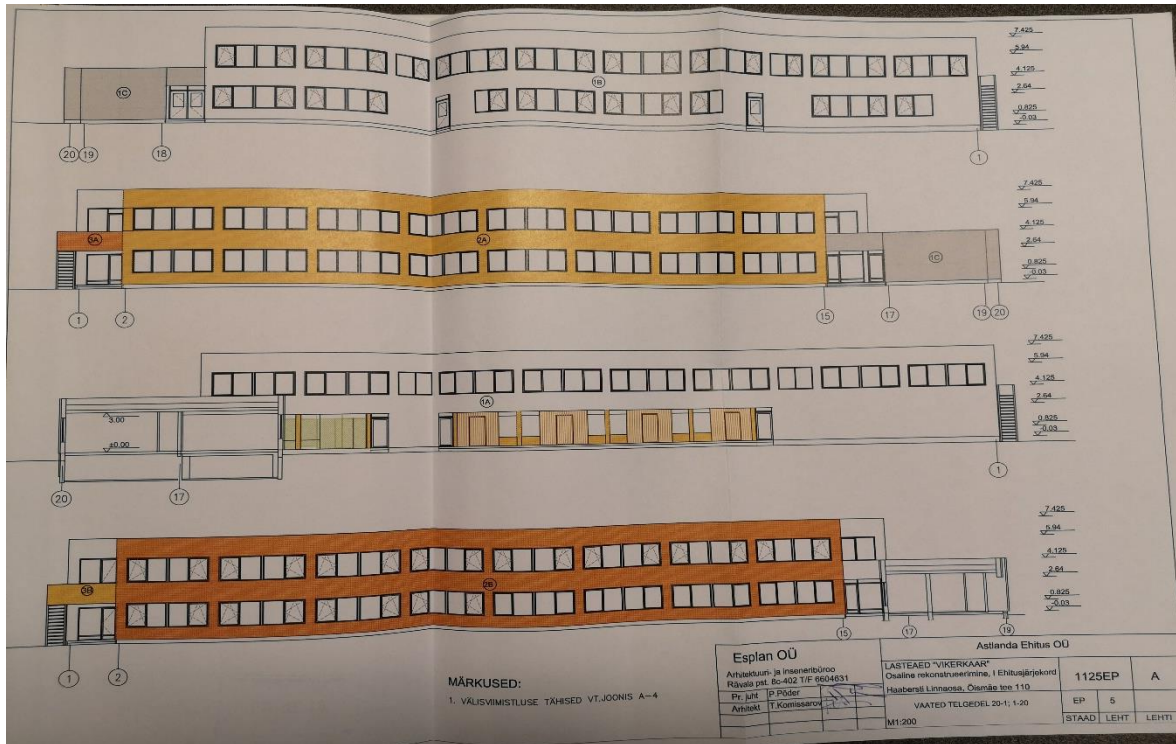 7.425
5.94
4.125
2.64
0.825
-0.03
1C
1B
20 19 18 1
7.425
5.94
4.125
2.64
0.825
-0.03
3A
2A
1C
1 2 15 17 19 20
7.425
5.94
4.125
2.64
0.825
-0.03
3.00
±0.00
1A
20 17 1
7.425
5.94
4.125
2.64
0.825
-0.03
3B
2B
1 2 15 17 19
MÄRKUSED:
1. VÄLISVIIMISTLUSE TÄHISED VT.JOONIS A-4
Esplan OÜ
Arhitektuuri- ja inseneribüroo
Rävala pst. 8c-402 T/F 6604631
Pr. juht P.Põder
Arhitekt T.Komissarov
Astlanda Ehitus OÜ
LASTEAED "VIKERKAAR"
Osaline rekonstrueerimine, I Ehitusjärjekord
Haabersti Linnaosa, Õismäe tee 110
VAATED TELGEDEL 20-1; 1-20
M1:200
1125EP A
EP 5
STAAD LEHT LEHTI